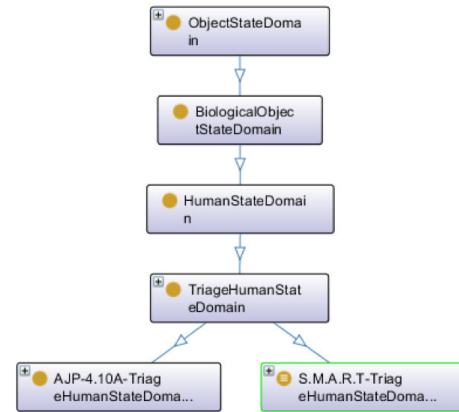 ObjectStateDoma
in
BiologicalObjec
tStateDomain
HumanStateDomai
n
TriageHumanStat
eDomain
AJP-4.10A-Triag
eHumanStateDoma...
S.M.A.R.T-Triag
eHumanStateDoma...